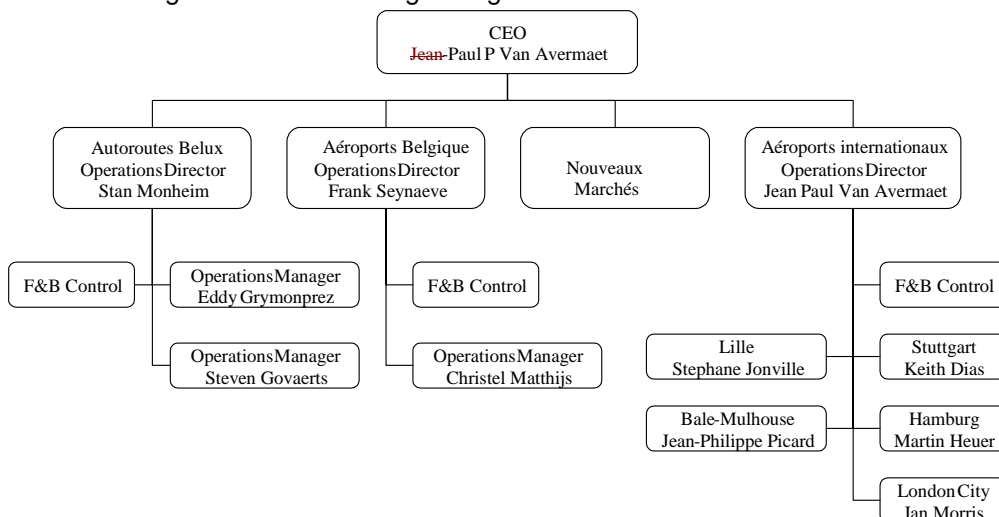 CEO
Jean-Paul P Van Avermaet
Autoroutes Belux
Operations Director
Stan Monheim
Aéroports Belgique
Operations Director
Frank Seynaeve
Nouveaux
Marchés
Aéroports internationaux
Operations Director
Jean Paul Van Avermaet
F&B Control
Operations Manager
Eddy Grymonprez
F&B Control
F&B Control
Operations Manager
Steven Govaerts
Operations Manager
Christel Matthijs
Lille
Stephane Jonville
Stuttgart
Keith Dias
Bale-Mulhouse
Jean-Philippe Picard
Hamburg
Martin Heuer
London City
Jan Morris